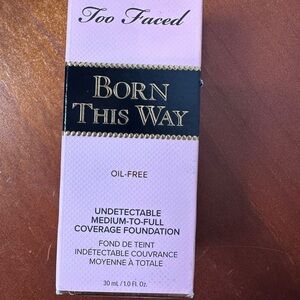 Too Faced
BORN
THIS WAY
OIL-FREE
UNDETECTABLE
MEDIUM-TO-FULL
COVERAGE FOUNDATION
FOND DE TEINT
INDÉTECTABLE COUVRANCE
MOYENNE À TOTALE
30 mL / 1.0 Fl. Oz.